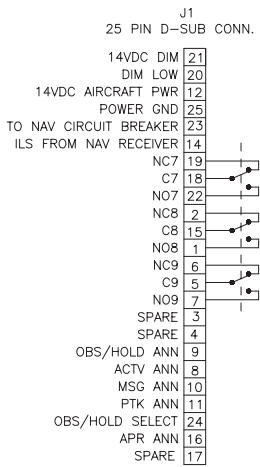 J1
25 PIN D-SUB CONN.
14VDC DIM 21
DIM LOW 20
14VDC AIRCRAFT PWR 12
POWER GND 25
TO NAV CIRCUIT BREAKER 23
ILS FROM NAV RECEIVER 14
NC7 19
C7 18
NO7 22
NC8 2
C8 15
NO8 1
NC9 6
C9 5
NO9 7
SPARE 3
SPARE 4
OBS/HOLD ANN 9
ACTV ANN 8
MSG ANN 10
PTK ANN 11
OBS/HOLD SELECT 24
APR ANN 16
SPARE 17